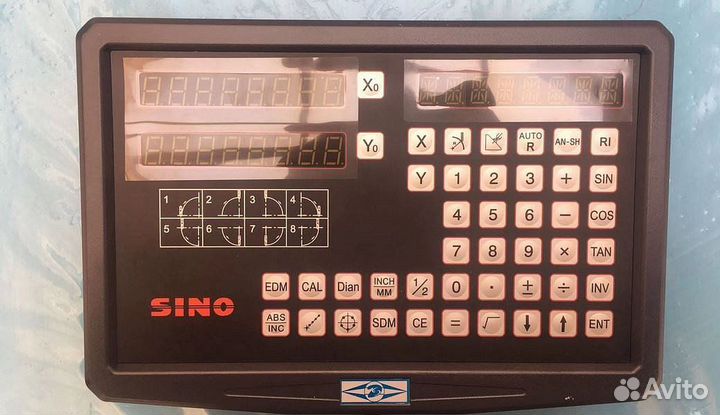 X0
Y0
X AUTO R AN-SH RI
Y 1 2 3 + SIN
1 2 3 4
5 6 7 8
4 5 6 − COS
7 8 9 × TAN
EDM CAL Dian INCH MM 1/2 0 · ± ÷ INV
SINO
ABS INC SDM CE = √ ↓ ↑ ENT
Avito